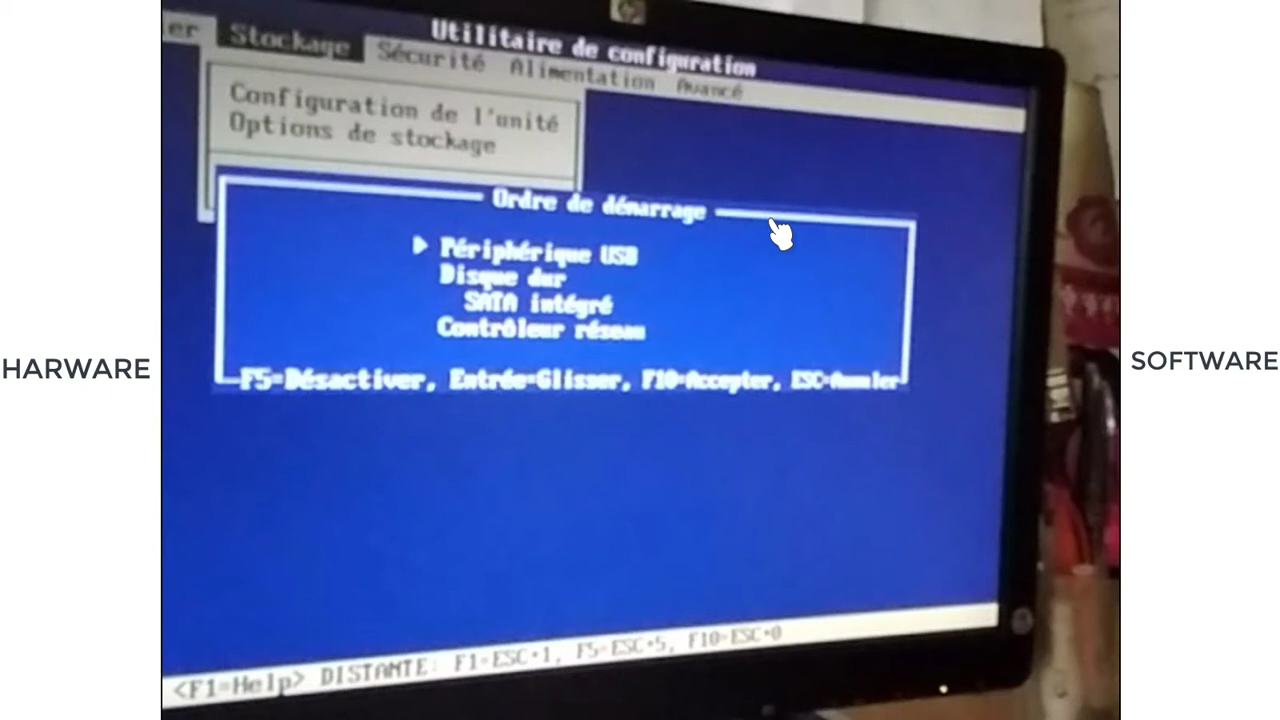 er Stockage Sécurité Alimentation Avancé
Utilitaire de configuration
Configuration de l'unité
Options de stockage
Ordre de démarrage
Périphérique USB
Disque dur
SATA intégré
Contrôleur réseau
F5=Désactiver, Entrée=Glisser, F10=Accepter, ESC=Annuler
<F1=Help> DISTANTE: F1=ESC+1, F5=ESC+5, F10=ESC+0
HARWARE
SOFTWARE